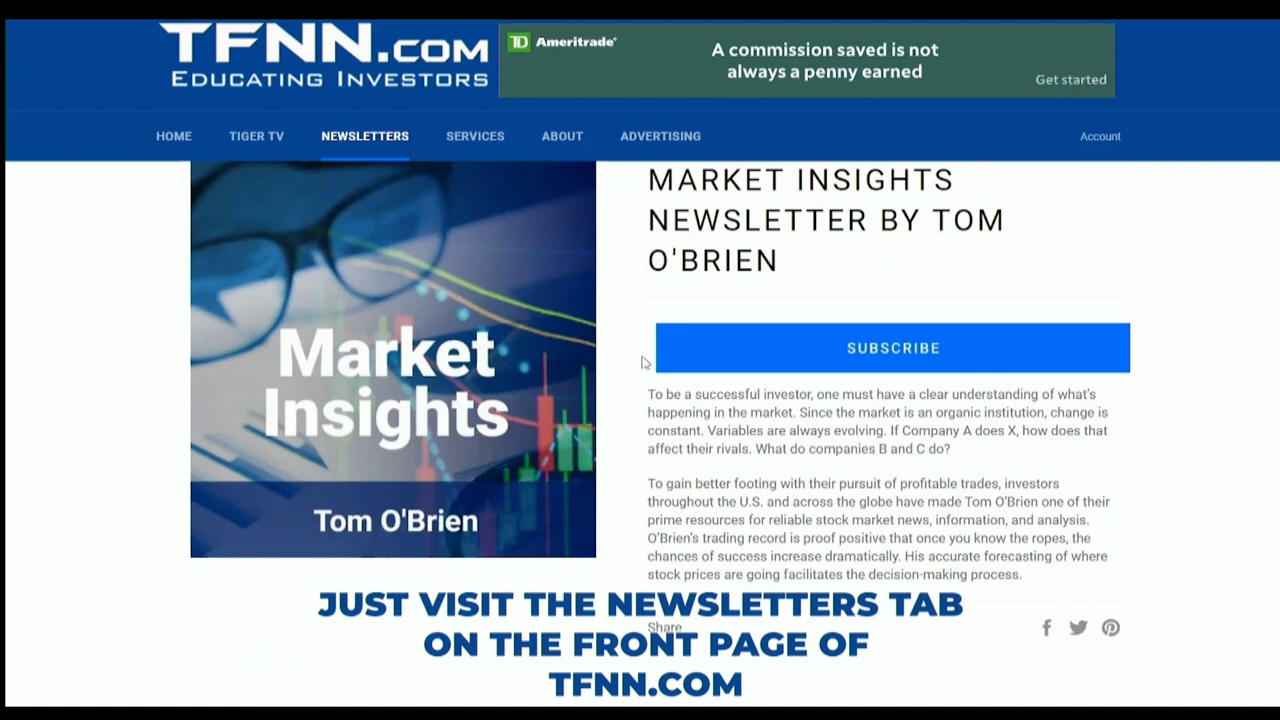 TFNN.COM
EDUCATING INVESTORS
TD Ameritrade®
A commission saved is not
always a penny earned
Get started
HOME TIGER TV NEWSLETTERS SERVICES ABOUT ADVERTISING Account
Market
Insights
Tom O'Brien
MARKET INSIGHTS
NEWSLETTER BY TOM
O'BRIEN
SUBSCRIBE
To be a successful investor, one must have a clear understanding of what's
happening in the market. Since the market is an organic institution, change is
constant. Variables are always evolving. If Company A does X, how does that
affect their rivals. What do companies B and C do?
To gain better footing with their pursuit of profitable trades, investors
throughout the U.S. and across the globe have made Tom O'Brien one of their
prime resources for reliable stock market news, information, and analysis.
O'Brien's trading record is proof positive that once you know the ropes, the
chances of success increase dramatically. His accurate forecasting of where
stock prices are going facilitates the decision-making process.
Share
JUST VISIT THE NEWSLETTERS TAB
ON THE FRONT PAGE OF
TFNN.COM